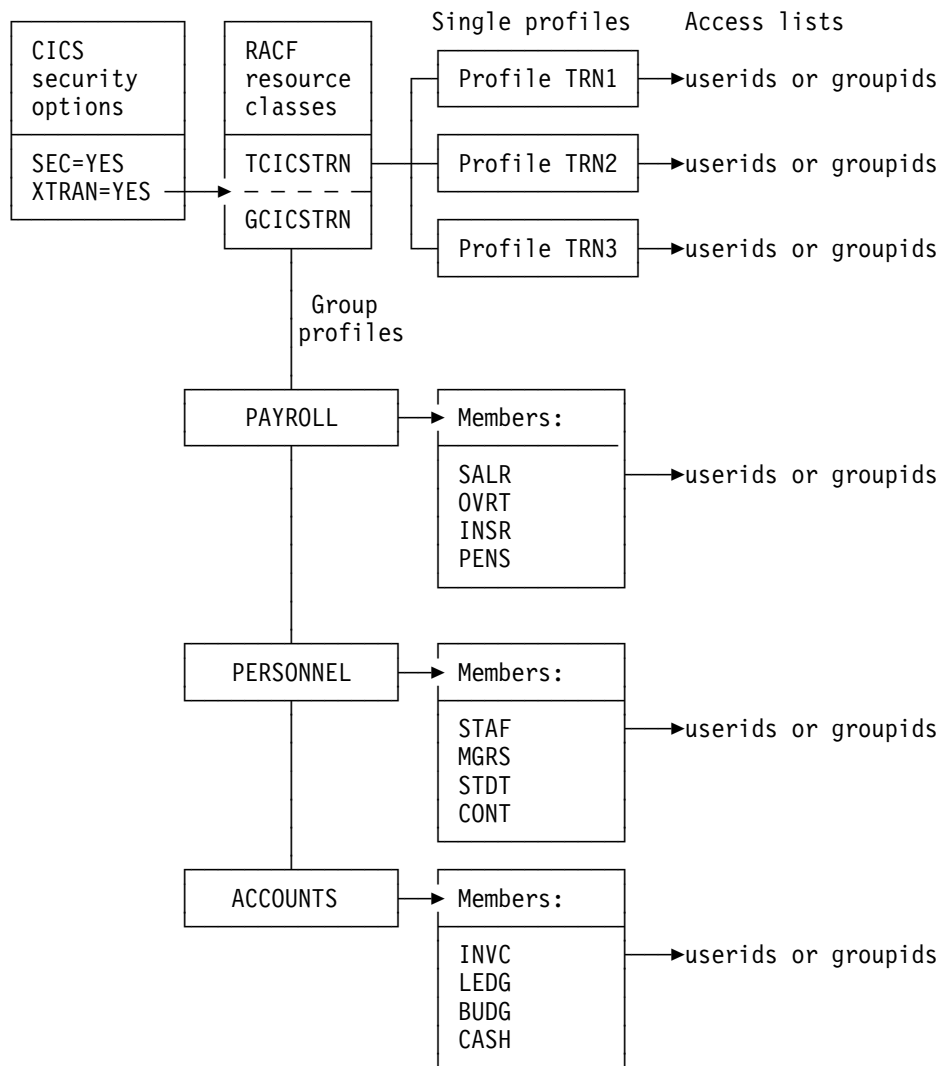 Single profiles
Access lists
CICS
security
options
SEC=YES
XTRAN=YES
RACF
resource
classes
TCICSTRN
GCICSTRN
Profile TRN1
userids or groupids
Profile TRN2
userids or groupids
Profile TRN3
userids or groupids
Group
profiles
PAYROLL
Members:
SALR
OVRT
INSR
PENS
userids or groupids
PERSONNEL
Members:
STAF
MGRS
STDT
CONT
userids or groupids
ACCOUNTS
Members:
INVC
LEDG
BUDG
CASH
userids or groupids